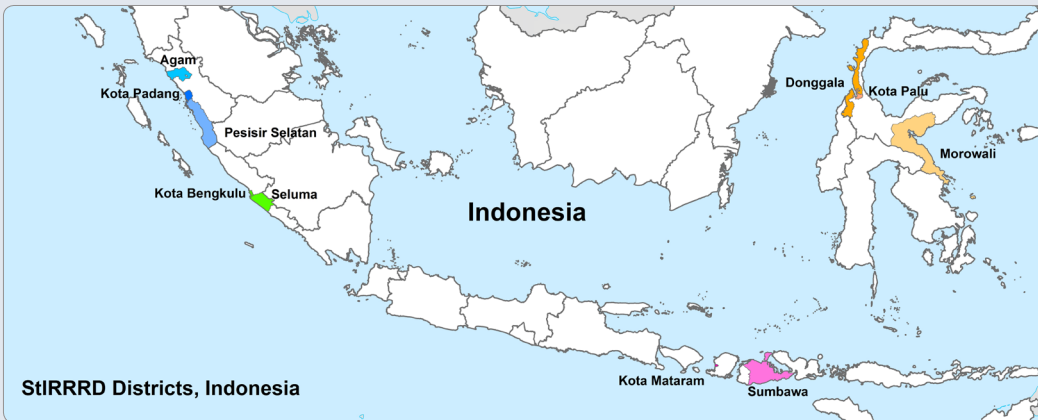 Agam
Kota Padang
Pesisir Selatan
Kota Bengkulu
Seluma
Donggala
Kota Palu
Morowali
Indonesia
Kota Mataram
Sumbawa
StIRRRD Districts, Indonesia